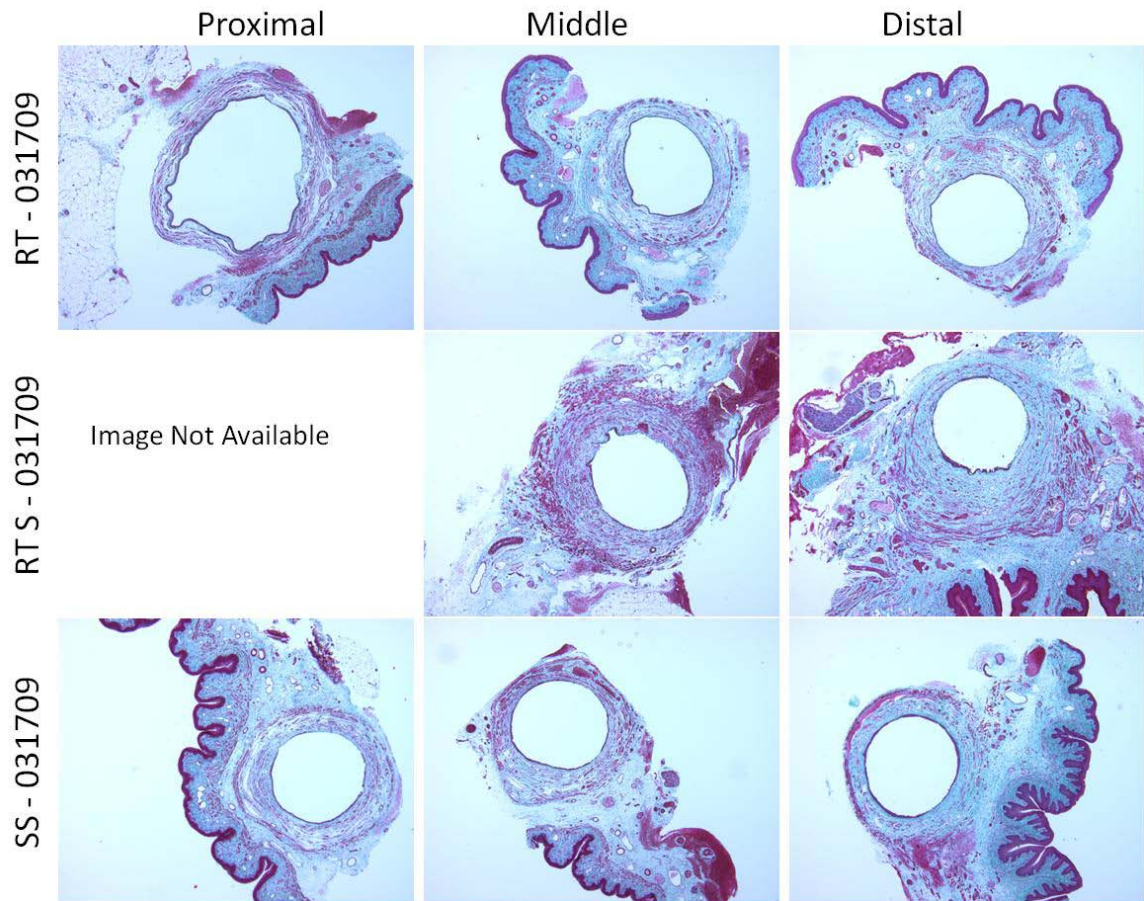 Proximal Middle Distal
RT - 031709
Image Not Available
RT S - 031709
SS - 031709